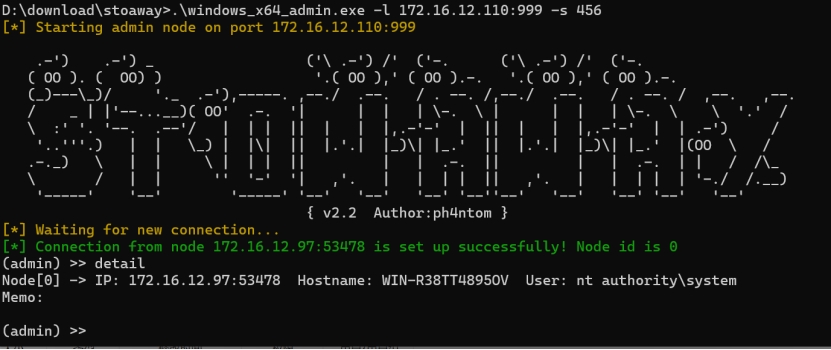 D:\download\stoaway>.\windows_x64_admin.exe -l 172.16.12.110:999 -s 456
[*] Starting admin node on port 172.16.12.110:999
{ v2.2  Author:ph4ntom }
[*] Waiting for new connection...
[*] Connection from node 172.16.12.97:53478 is set up successfully! Node id is 0
(admin) >> detail
Node[0] -> IP: 172.16.12.97:53478  Hostname: WIN-R38TT4895OV  User: nt authority\system
Memo:
(admin) >>